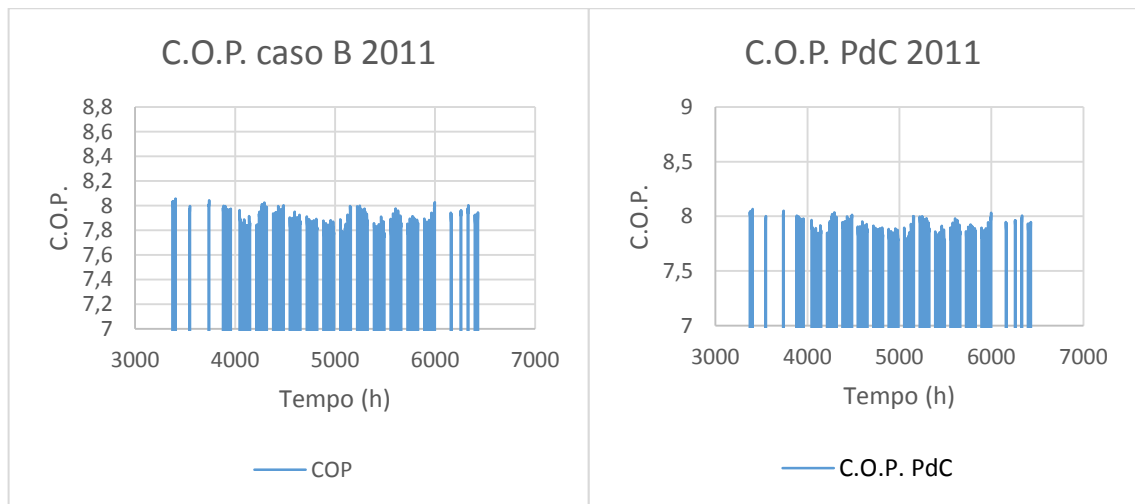 C.O.P. caso B 2011
8,8
8,6
8,4
8,2
8
7,8
7,6
7,4
7,2
7
C.O.P.
3000 4000 5000 6000 7000
Tempo (h)
COP
C.O.P. PdC 2011
9
8,5
8
7,5
7
C.O.P.
3000 4000 5000 6000 7000
Tempo (h)
C.O.P. PdC